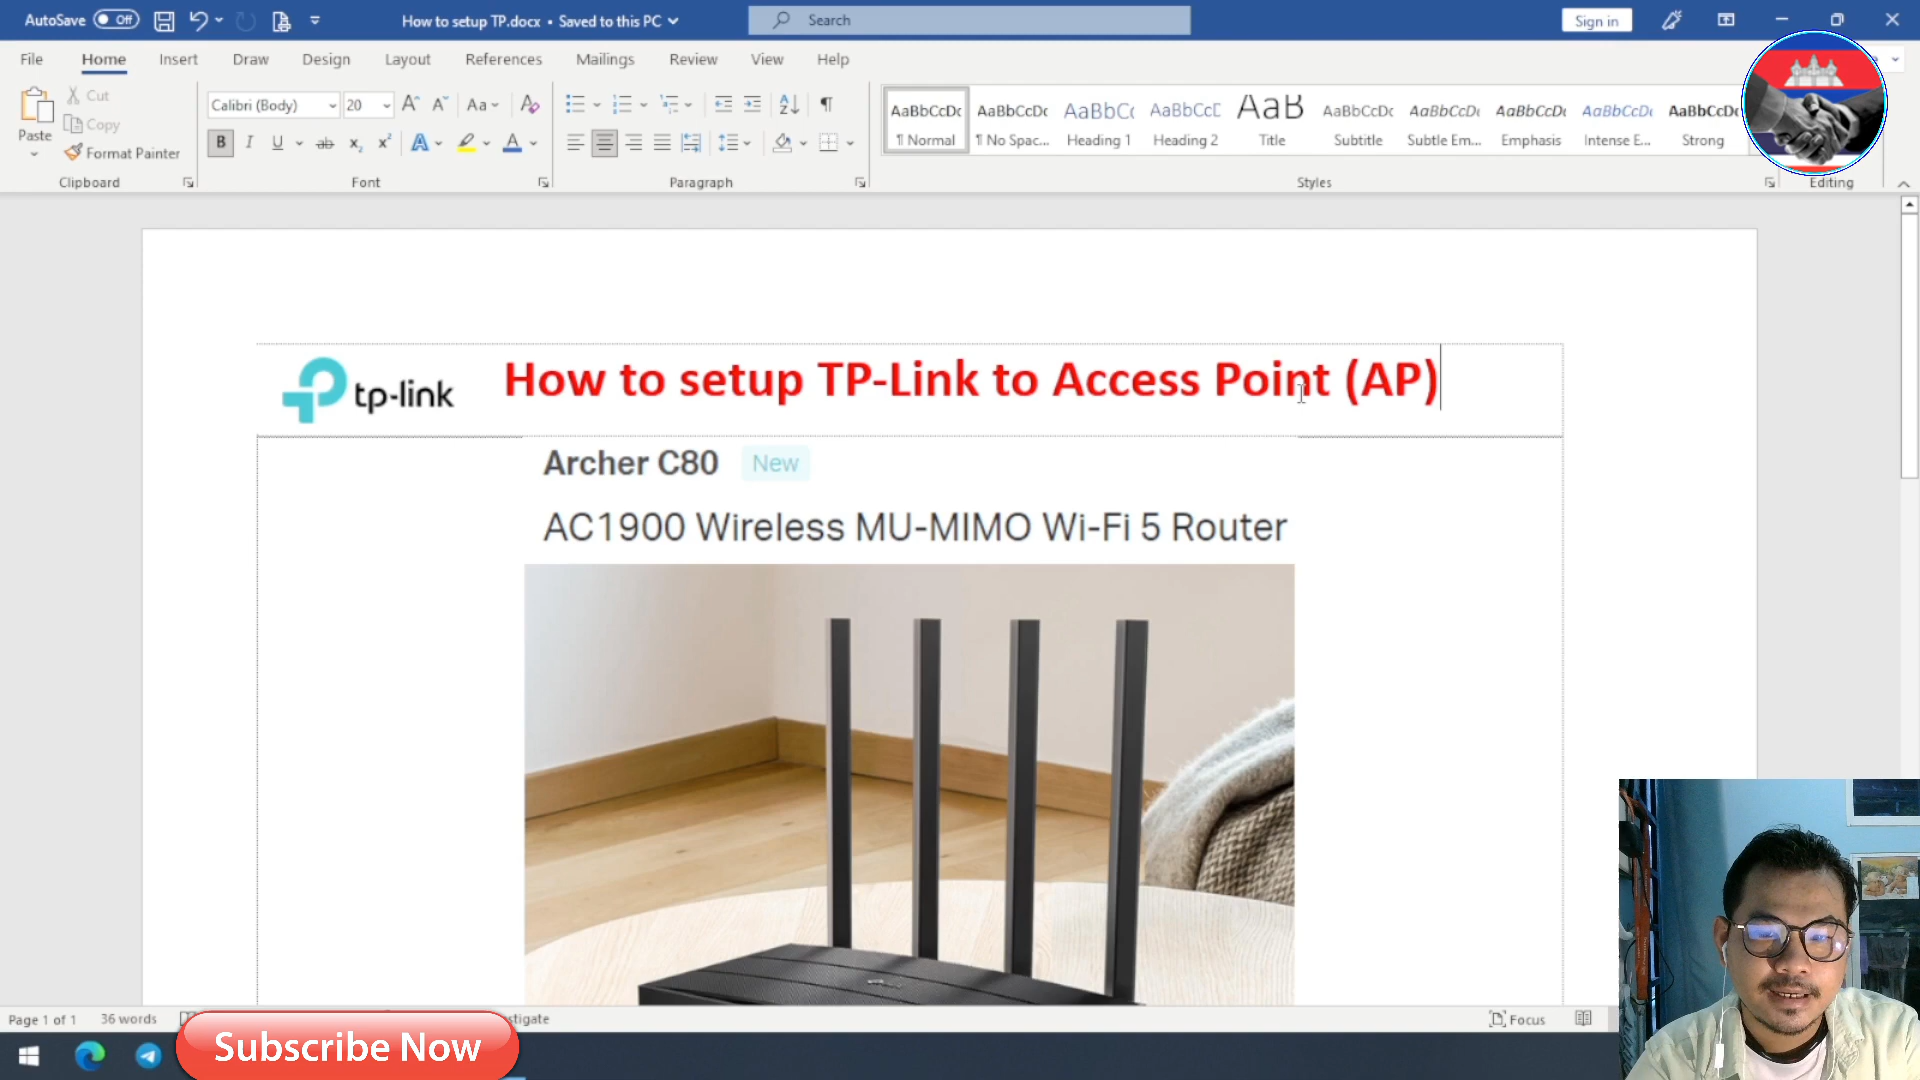 AutoSave Off How to setup TP.docx • Saved to this PC Search Sign in
File Home Insert Draw Design Layout References Mailings Review View Help
Paste Cut Copy Format Painter
Calibri (Body) 20 Aa
B I U ab x₂ x² A A
AaBbCcDc AaBbCcDc AaBbCc AaBbCcD AaB AaBbCcDc AaBbCcDc AaBbCcDc AaBbCcDc AaBbCcDc
¶ Normal ¶ No Spac... Heading 1 Heading 2 Title Subtitle Subtle Em... Emphasis Intense E... Strong
Clipboard Font Paragraph Styles Editing
tp-link
How to setup TP-Link to Access Point (AP)
Archer C80 New
AC1900 Wireless MU-MIMO Wi-Fi 5 Router
Page 1 of 1 36 words Focus
Subscribe Now